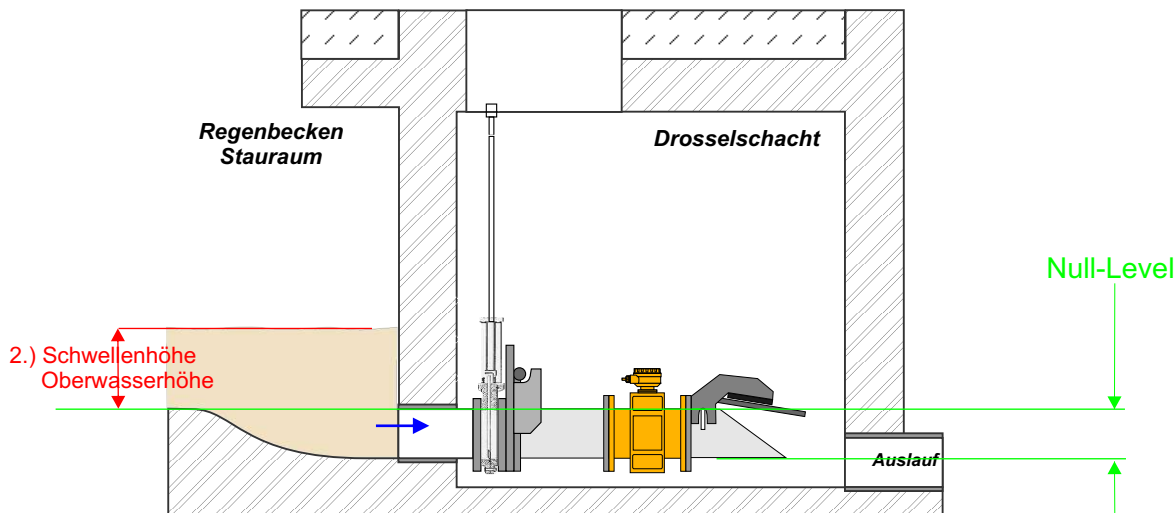 Regenbecken
Stauraum
Drosselschacht
Null-Level
2.) Schwellenhöhe
Oberwasserhöhe
Auslauf